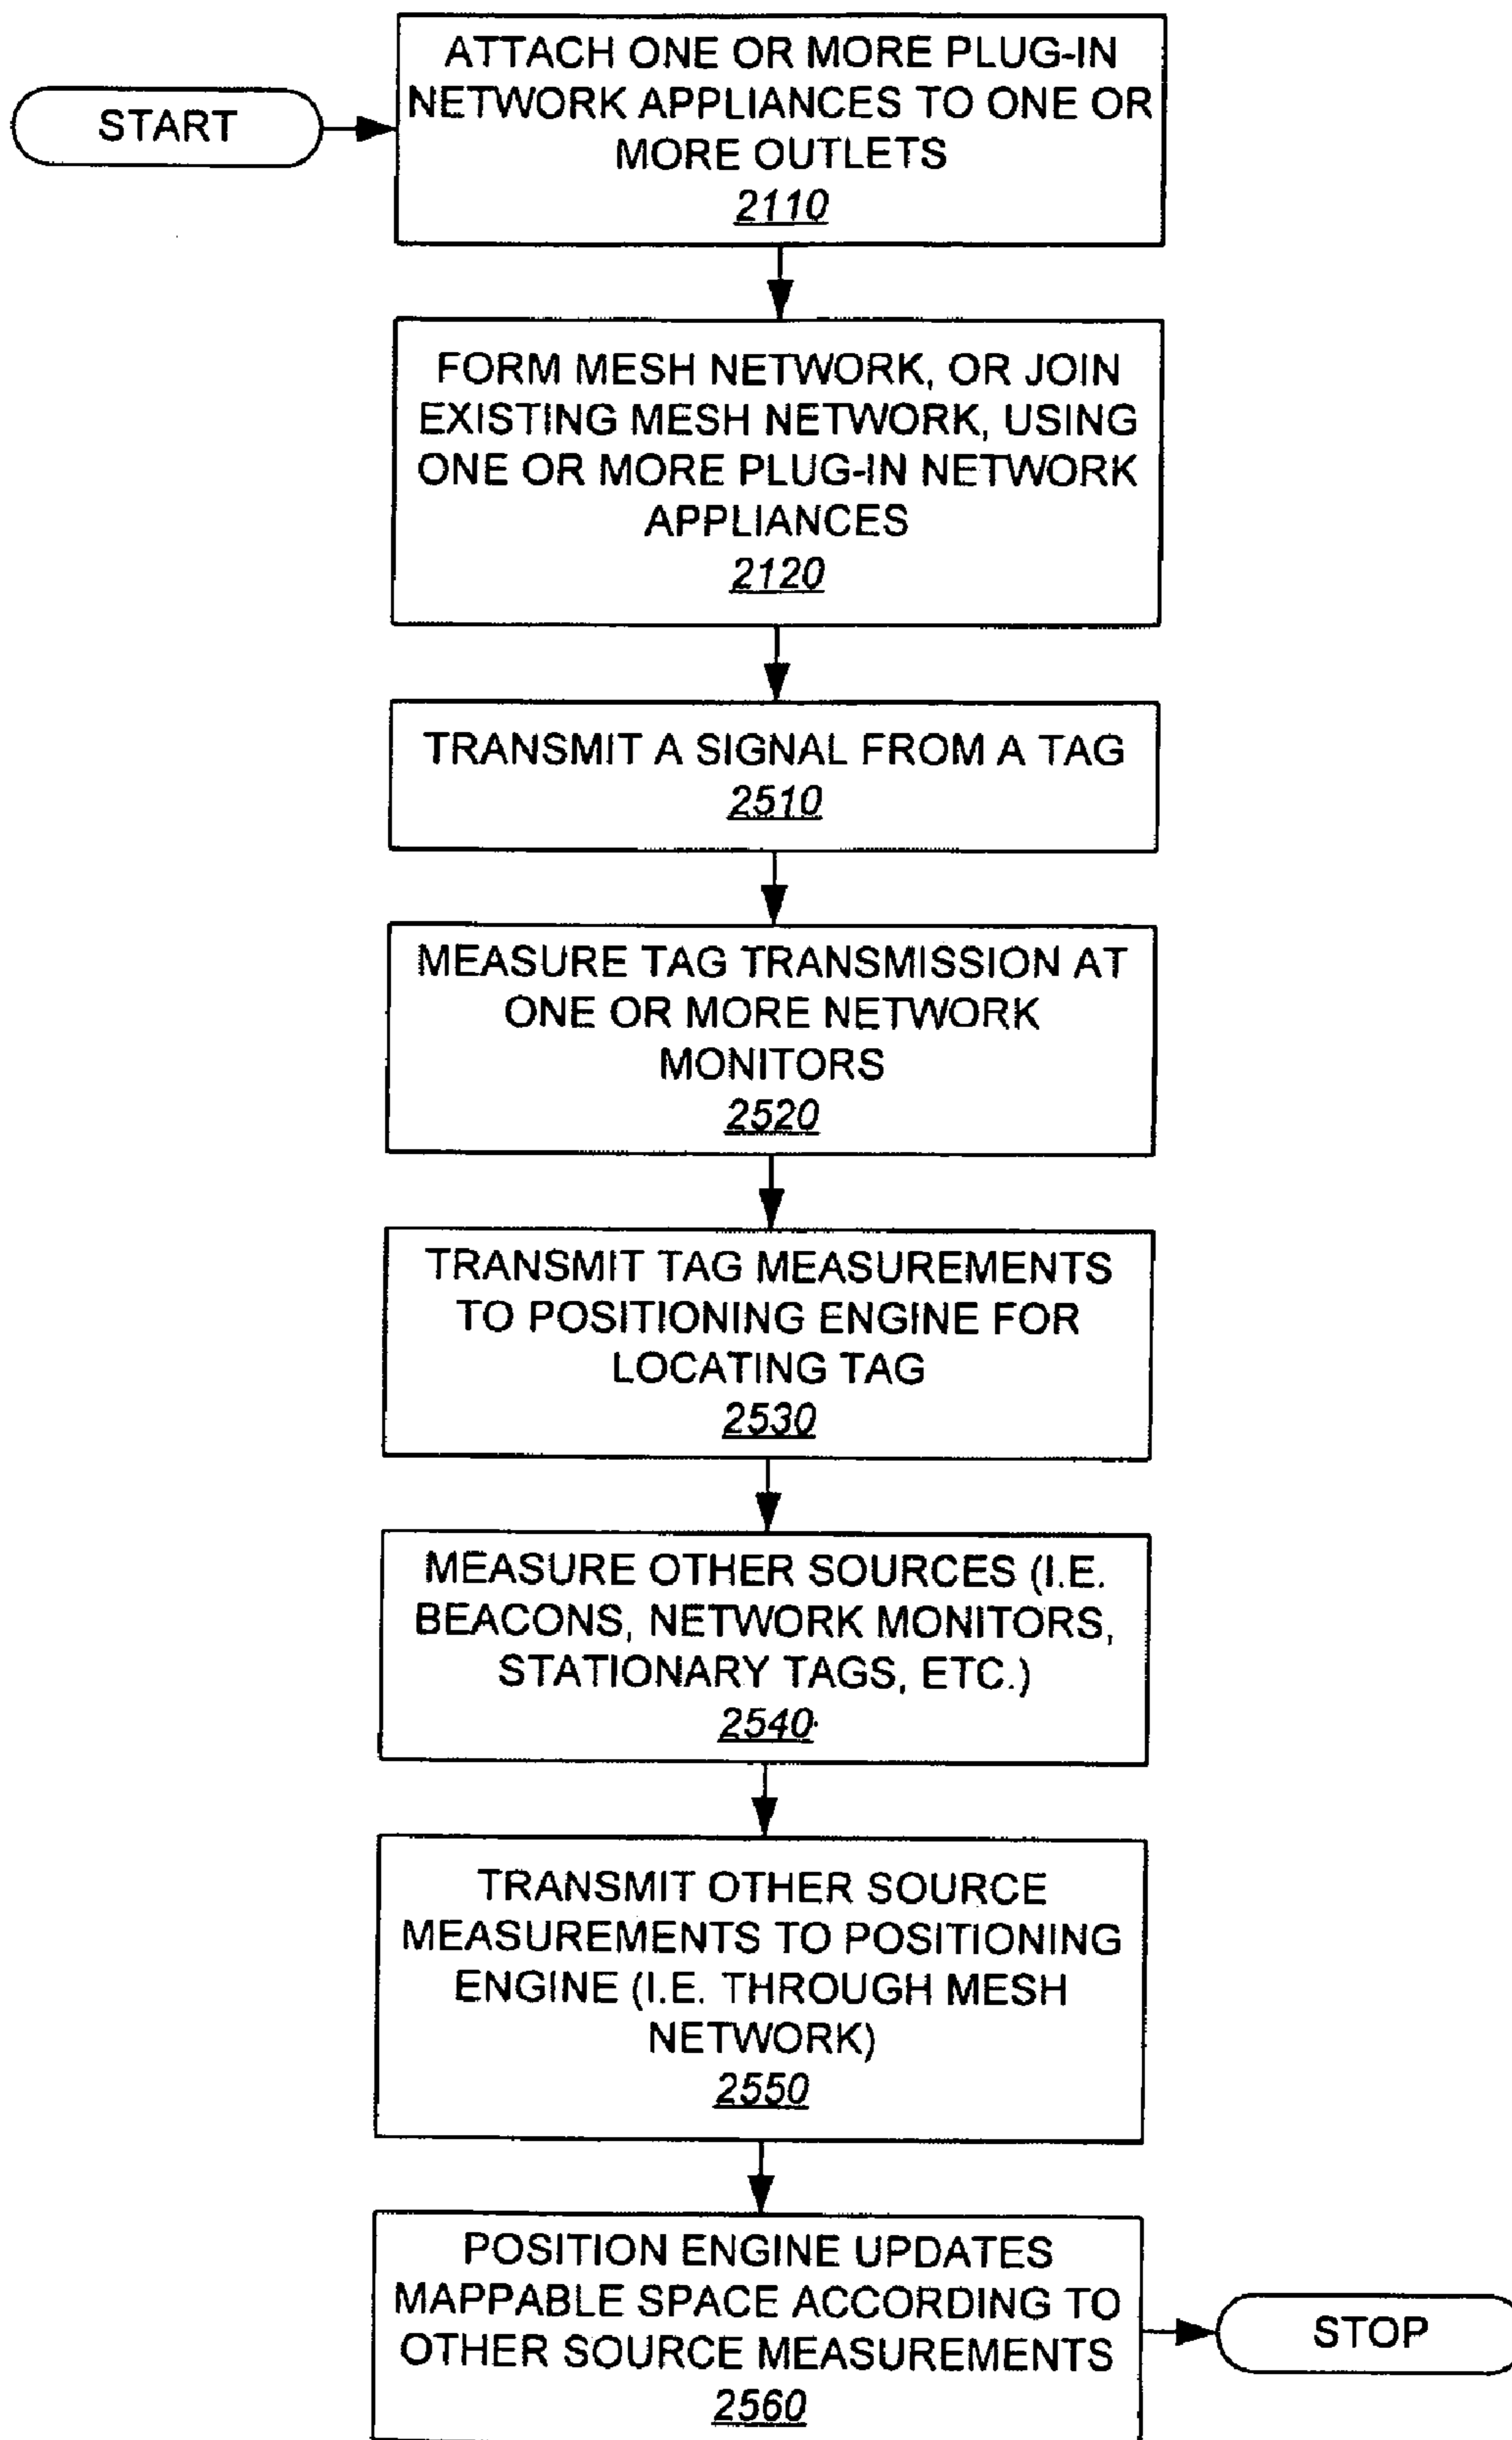 START
ATTACH ONE OR MORE PLUG-IN
NETWORK APPLIANCES TO ONE OR
MORE OUTLETS
2110
FORM MESH NETWORK, OR JOIN
EXISTING MESH NETWORK, USING
ONE OR MORE PLUG-IN NETWORK
APPLIANCES
2120
TRANSMIT A SIGNAL FROM A TAG
2510
MEASURE TAG TRANSMISSION AT
ONE OR MORE NETWORK
MONITORS
2520
TRANSMIT TAG MEASUREMENTS
TO POSITIONING ENGINE FOR
LOCATING TAG
2530
MEASURE OTHER SOURCES (I.E.
BEACONS, NETWORK MONITORS,
STATIONARY TAGS, ETC.)
2540
TRANSMIT OTHER SOURCE
MEASUREMENTS TO POSITIONING
ENGINE (I.E. THROUGH MESH
NETWORK)
2550
POSITION ENGINE UPDATES
MAPPABLE SPACE ACCORDING TO
OTHER SOURCE MEASUREMENTS
2560
STOP